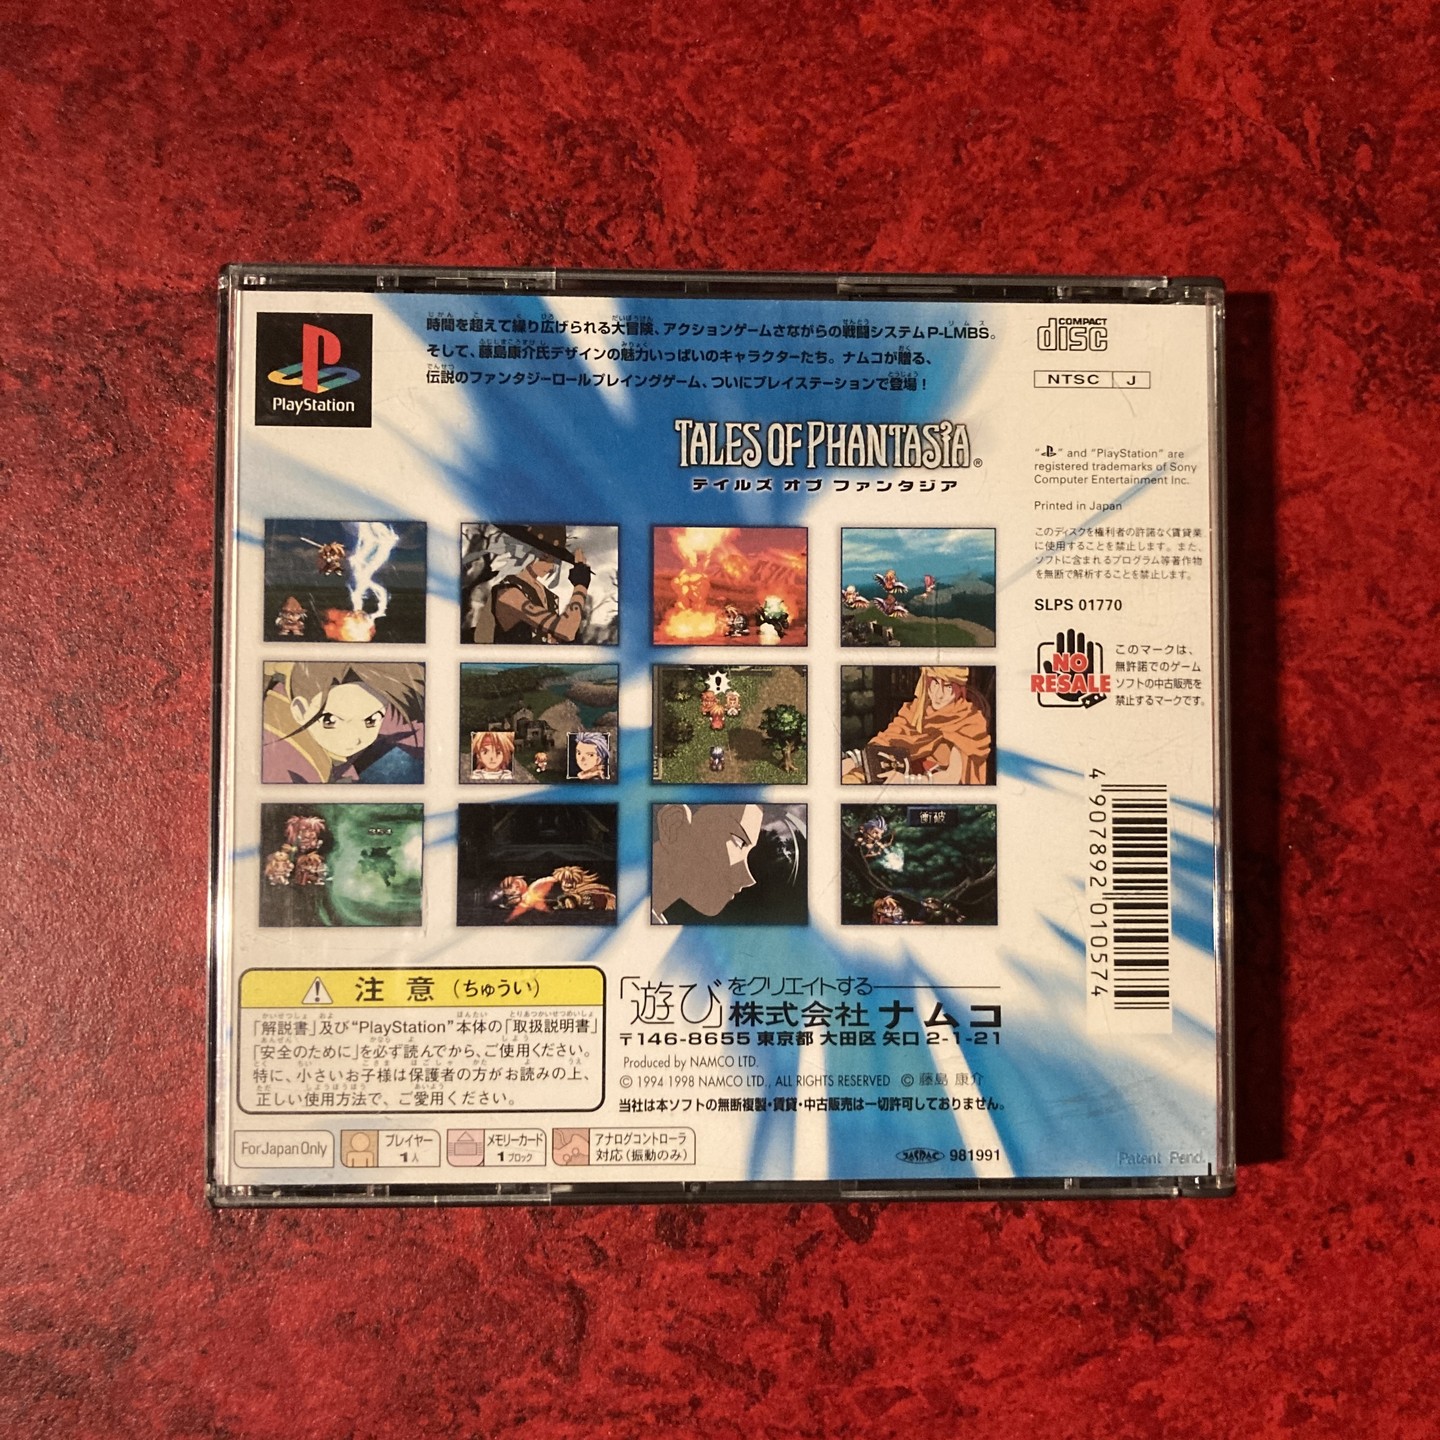 PlayStation
時間を超えて繰り広げられる大冒険、アクションゲームさながらの戦闘システムP-LMBS。
そして、藤島康介氏デザインの魅力いっぱいのキャラクターたち。ナムコが贈る、
伝説のファンタジーロールプレイングゲーム、ついにプレイステーションで登場!
TALES OF PHANTASIA®
テイルズ オブ ファンタジア
COMPACT
disc
NTSC J
“ ” and “PlayStation” are
registered trademarks of Sony
Computer Entertainment Inc.
Printed in Japan
このディスクを権利者の許諾なく賃貸業
に使用することを禁止します。また、
ソフトに含まれるプログラム等著作物
を無断で解析することを禁止します。
SLPS 01770
NO
RESALE
このマークは、
無許諾でのゲーム
ソフトの中古販売を
禁止するマークです。
4 907892 010574
衝破
注意(ちゅうい)
「解説書」及び“PlayStation”本体の「取扱説明書」
「安全のために」を必ず読んでから、ご使用ください。
特に、小さいお子様は保護者の方がお読みの上、
正しい使用方法で、ご愛用ください。
「遊び」をクリエイトする
株式会社ナムコ
〒146-8655 東京都 大田区 矢口 2-1-21
Produced by NAMCO LTD.
© 1994 1998 NAMCO LTD., ALL RIGHTS RESERVED © 藤島 康介
当社は本ソフトの無断複製・賃貸・中古販売は一切許可しておりません。
For Japan Only
プレイヤー
1人
メモリーカード
1ブロック
アナログコントローラ
対応(振動のみ)
JASRAC 981991
Patent Pend.